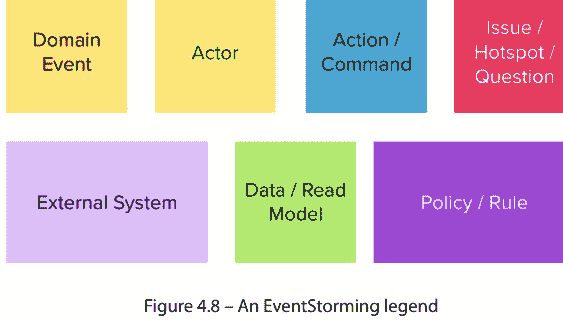 Domain
Event
Actor
Action /
Command
Issue /
Hotspot /
Question
External System
Data / Read
Model
Policy / Rule
Figure 4.8 – An EventStorming legend